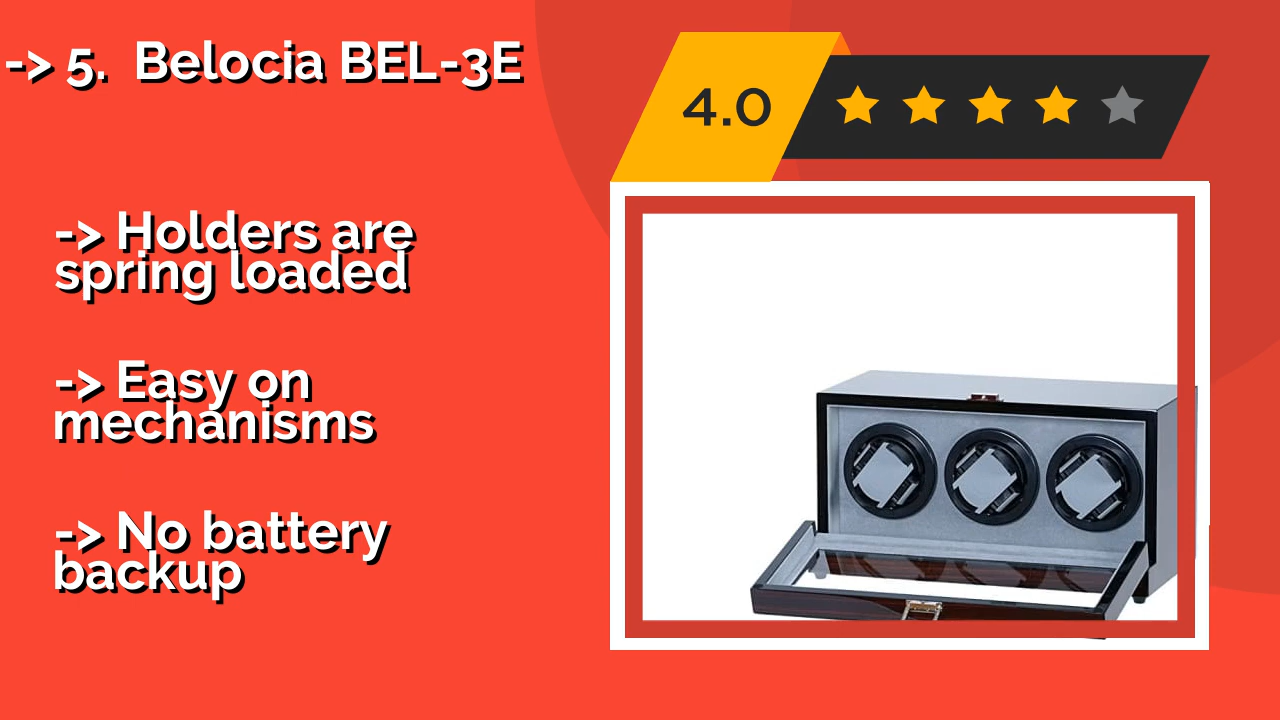 -> 5. Belocia BEL-3E
4.0
-> Holders are
spring loaded
-> Easy on
mechanisms
-> No battery
backup